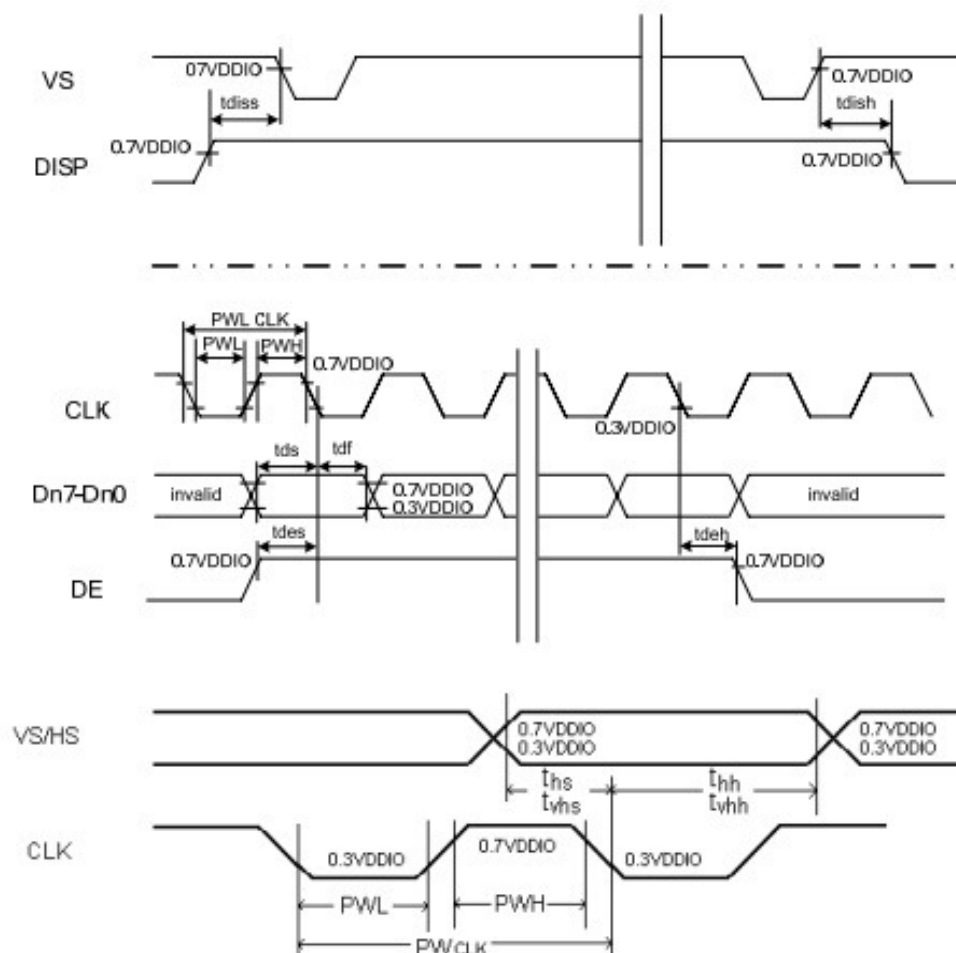 VS
07VDDIO
0.7VDDIO
tdiss
tdish
0.7VDDIO
0.7VDDIO
DISP
PWL CLK
PWL
PWH
0.7VDDIO
CLK
0.3VDDIO
tds
tdf
Dn7-Dn0
invalid
0.7VDDIO
0.3VDDIO
invalid
tdes
tdeh
0.7VDDIO
0.7VDDIO
DE
VS/HS
0.7VDDIO
0.3VDDIO
0.7VDDIO
0.3VDDIO
ths
tvhs
thh
tvhh
CLK
0.3VDDIO
0.7VDDIO
0.3VDDIO
PWL
PWH
PWCLK